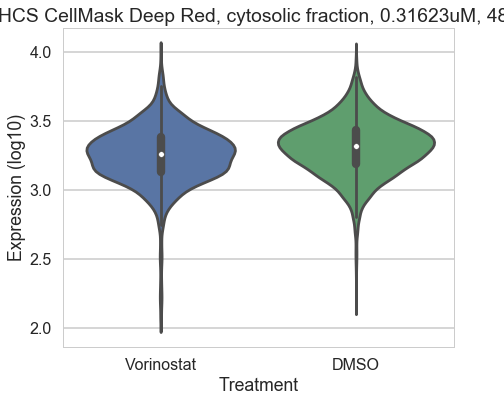 HCS CellMask Deep Red, cytosolic fraction, 0.31623uM, 48
4.0
3.5
3.0
2.5
2.0
Expression (log10)
Vorinostat DMSO
Treatment